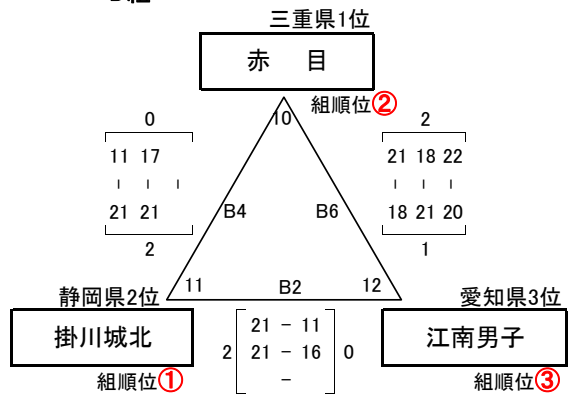 三重県1位
赤 目
組順位②
10
0
11 17
- - -
21 21
2
B4
2
21 18 22
- - -
18 21 20
1
B6
静岡県2位
11
B2
12
愛知県3位
掛川城北
組順位①
2
21 - 11
21 - 16
-
0
江南男子
組順位③